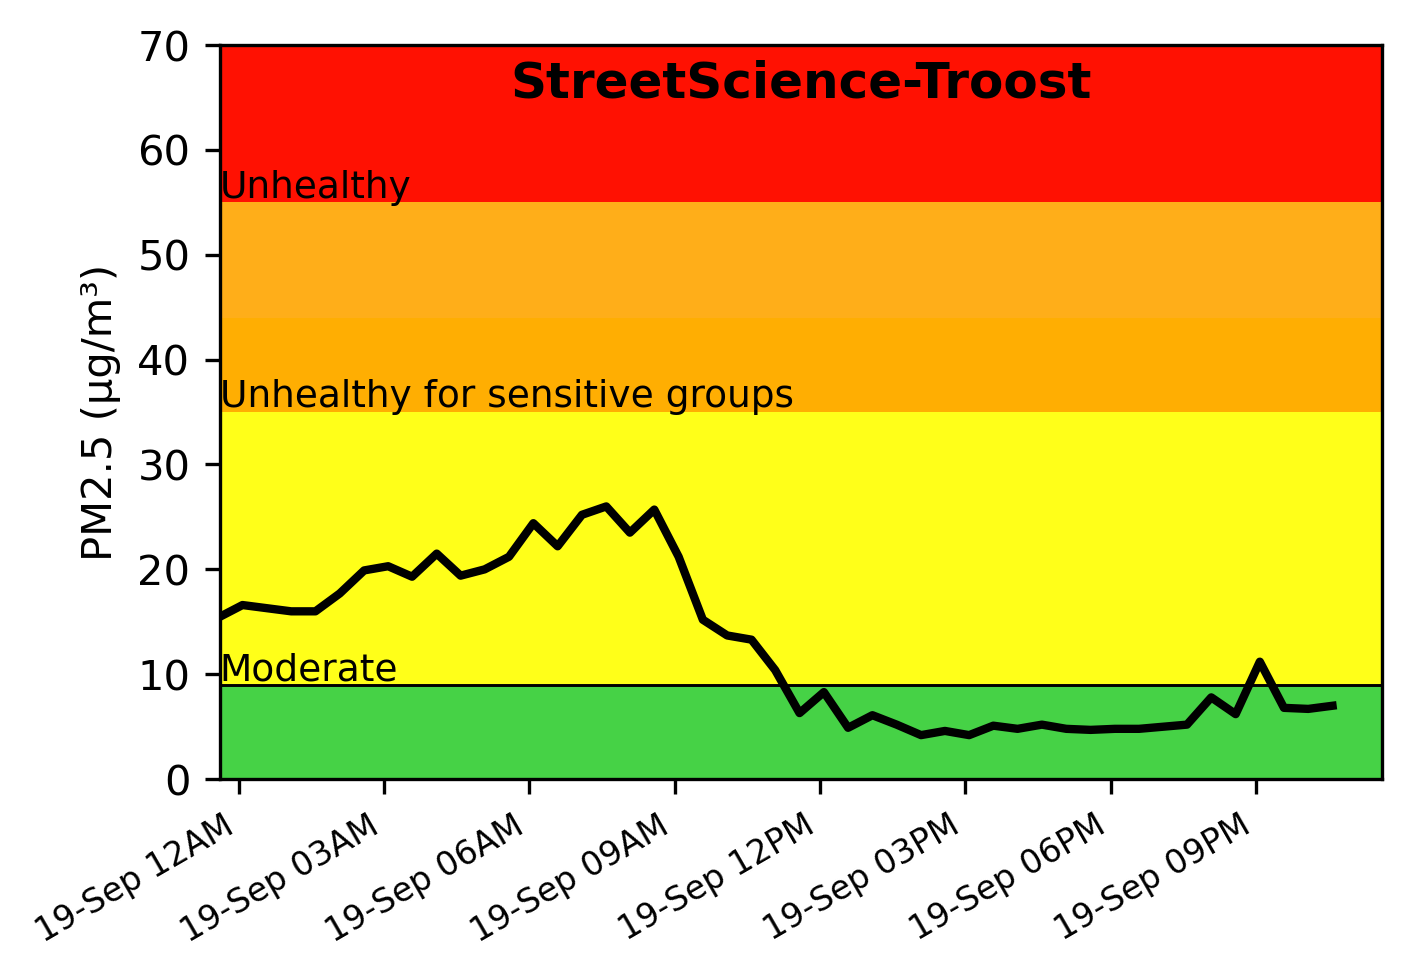 StreetScience-Troost
70
60
50
40
30
20
10
0
PM2.5 (µg/m³)
Unhealthy
Unhealthy for sensitive groups
Moderate
19-Sep 12AM
19-Sep 03AM
19-Sep 06AM
19-Sep 09AM
19-Sep 12PM
19-Sep 03PM
19-Sep 06PM
19-Sep 09PM